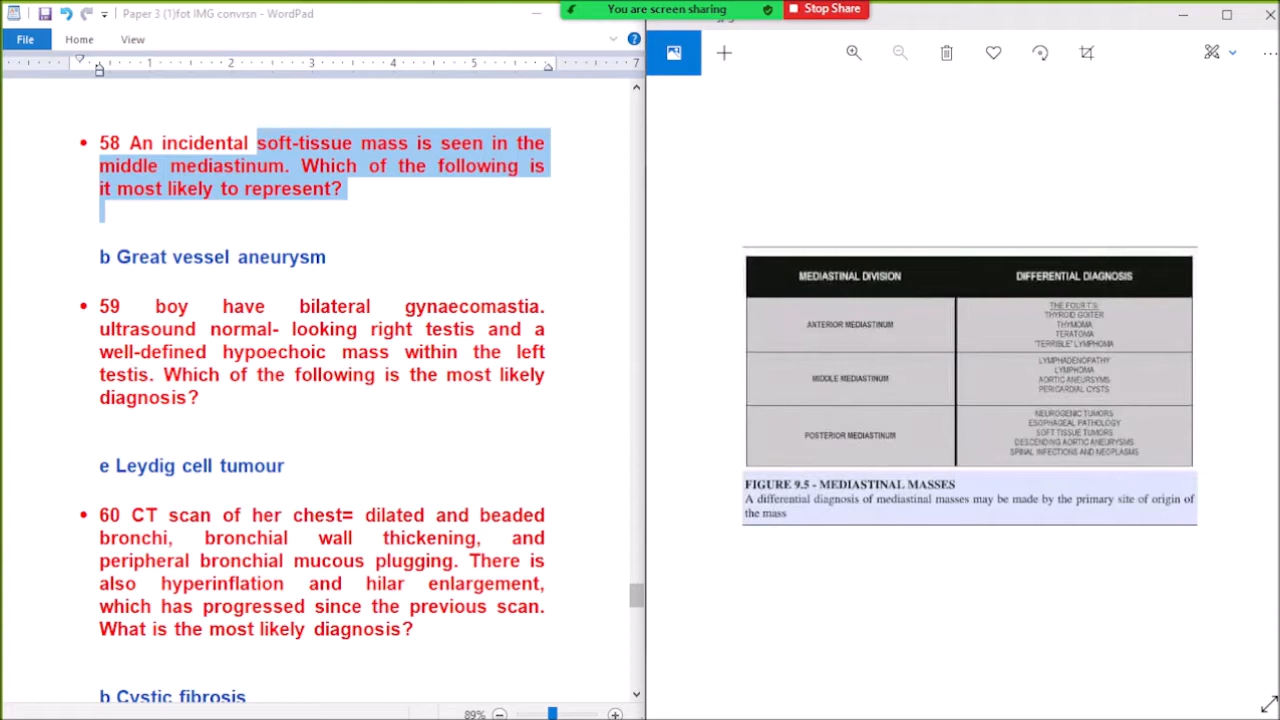 Paper 3 (1)fot IMG convrsn - WordPad
You are screen sharing
Stop Share
File
Home
View
1 2 3 4 5 7
58 An incidental soft-tissue mass is seen in the
middle mediastinum. Which of the following is
it most likely to represent?
b Great vessel aneurysm
59 boy have bilateral gynaecomastia.
ultrasound normal- looking right testis and a
well-defined hypoechoic mass within the left
testis. Which of the following is the most likely
diagnosis?
e Leydig cell tumour
60 CT scan of her chest= dilated and beaded
bronchi, bronchial wall thickening, and
peripheral bronchial mucous plugging. There is
also hyperinflation and hilar enlargement,
which has progressed since the previous scan.
What is the most likely diagnosis?
b Cystic fibrosis
89%
MEDIASTINAL DIVISION
DIFFERENTIAL DIAGNOSIS
ANTERIOR MEDIASTINUM
THE FOUR T'S:
THYROID GOITER
THYMOMA
TERATOMA
"TERRIBLE" LYMPHOMA
MIDDLE MEDIASTINUM
LYMPHADENOPATHY
LYMPHOMA
AORTIC ANEURSYMS
PERICARDIAL CYSTS
POSTERIOR MEDIASTINUM
NEUROGENIC TUMORS
ESOPHAGEAL PATHOLOGY
SOFT TISSUE TUMORS
DESCENDING AORTIC ANEURYSMS
SPINAL INFECTIONS AND NEOPLASMS
FIGURE 9.5 - MEDIASTINAL MASSES
A differential diagnosis of mediastinal masses may be made by the primary site of origin of
the mass